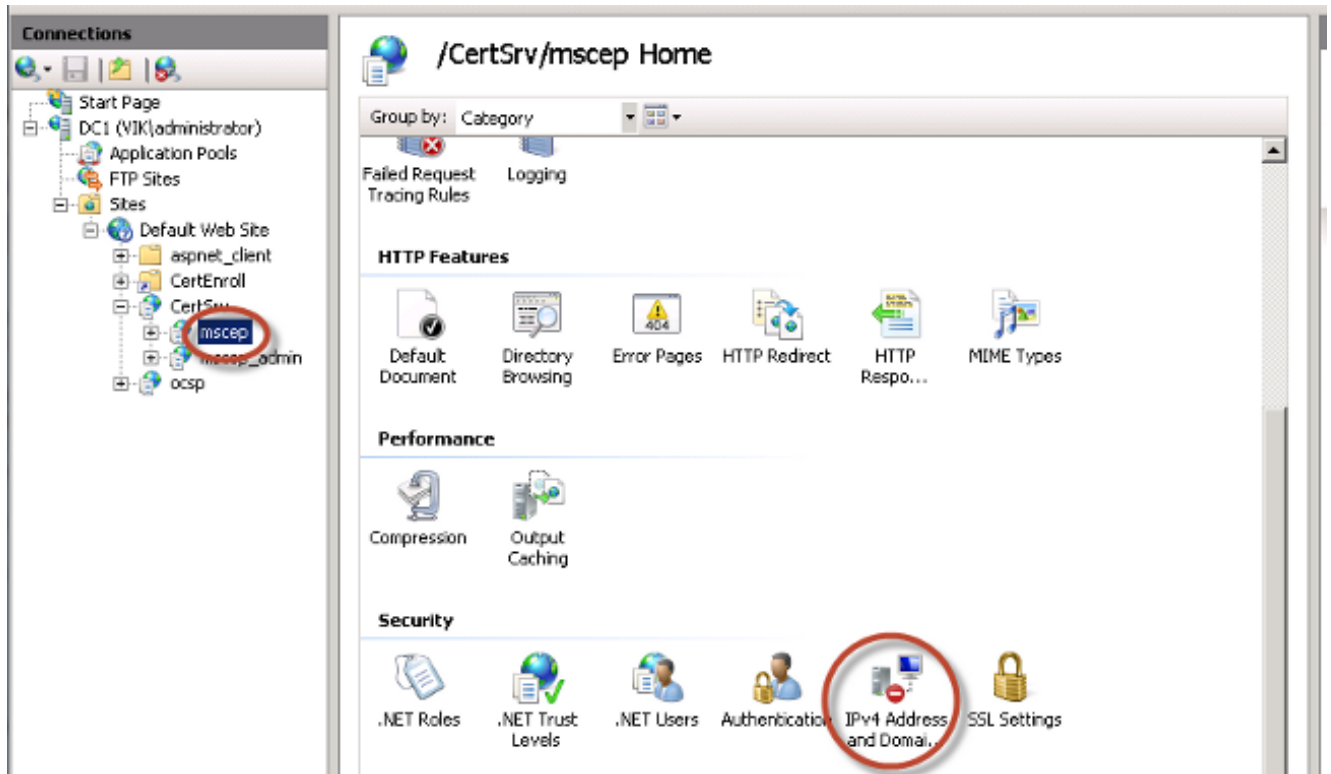 Connections
Start Page
DC1 (VIK\administrator)
Application Pools
FTP Sites
Sites
Default Web Site
aspnet_client
CertEnroll
CertSrv
mscep
mscep_admin
ocsp
/CertSrv/mscep Home
Group by: Category
Failed Request
Tracing Rules
Logging
HTTP Features
Default
Document
Directory
Browsing
404
Error Pages
HTTP Redirect
HTTP
Respo...
MIME Types
Performance
Compression
Output
Caching
Security
.NET Roles
.NET Trust
Levels
.NET Users
Authentication
IPv4 Address
and Domai...
SSL Settings